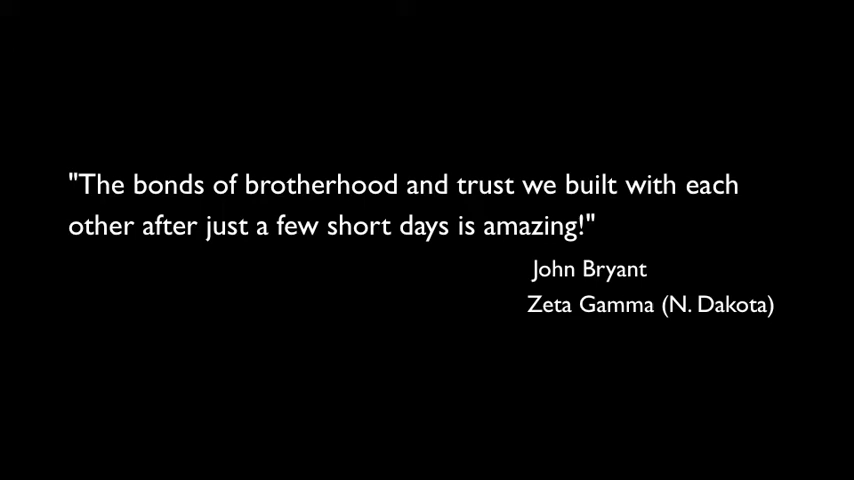 "The bonds of brotherhood and trust we built with each
other after just a few short days is amazing!"
John Bryant
Zeta Gamma (N. Dakota)